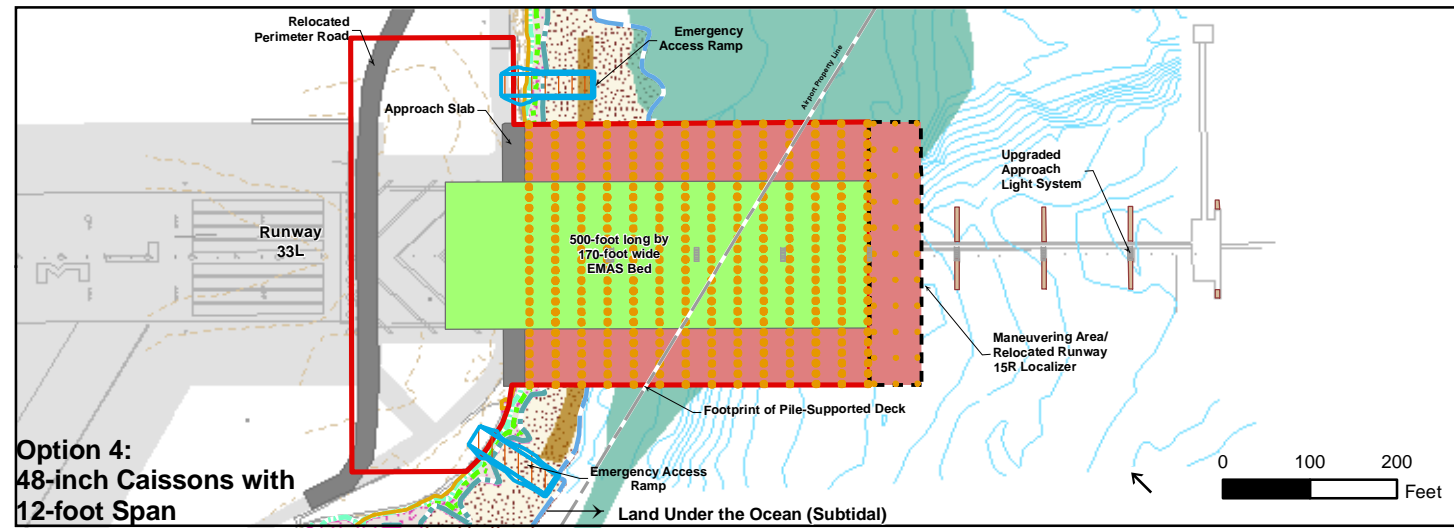 Relocated
Perimeter Road
Emergency
Access Ramp
Airport Property Line
Approach Slab
Upgraded
Approach
Light System
Runway
33L
500-foot long by
170-foot wide
EMAS Bed
Maneuvering Area/
Relocated Runway
15R Localizer
Footprint of Pile-Supported Deck
Option 4:
48-inch Caissons with
12-foot Span
Emergency Access
Ramp
Land Under the Ocean (Subtidal)
0 100 200
Feet